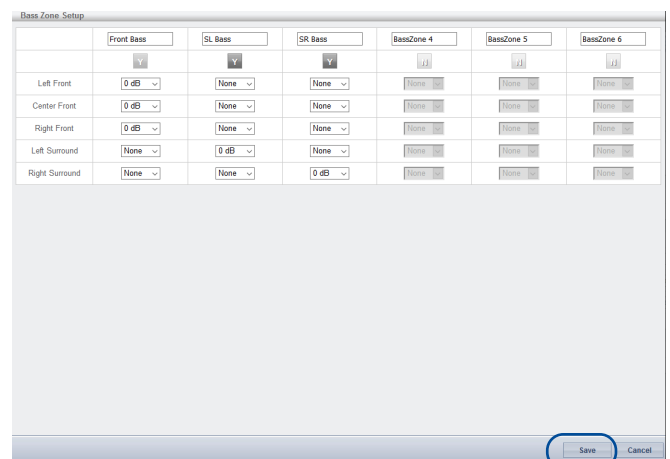 Bass Zone Setup
Front Bass SL Bass SR Bass BassZone 4 BassZone 5 BassZone 6
Y Y Y N N N
Left Front 0 dB None None None None None
Center Front 0 dB None None None None None
Right Front 0 dB None None None None None
Left Surround None 0 dB None None None None
Right Surround None None 0 dB None None None
Save Cancel